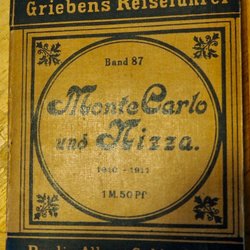 Griebens Reiseführer
Band 87
Monte Carlo
und Nizza.
1910-1911
1 M. 50 Pf